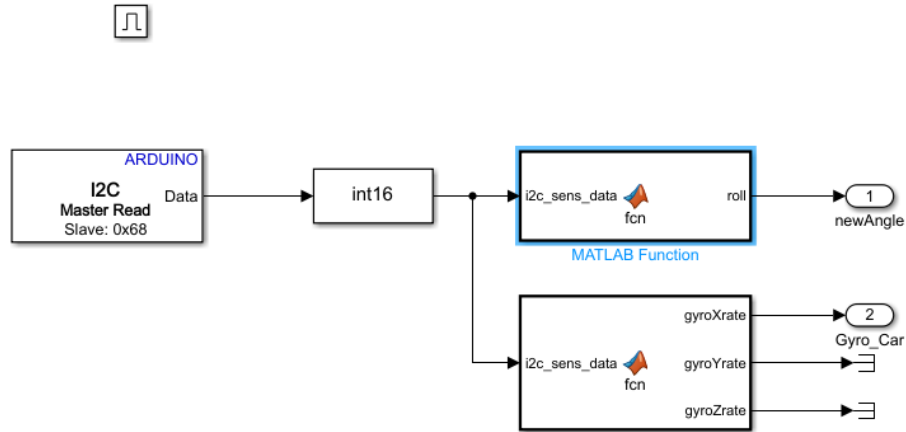 ARDUINO
I2C
Master Read
Slave: 0x68
Data
int16
i2c_sens_data
fcn
roll
MATLAB Function
1
newAngle
i2c_sens_data
fcn
gyroXrate
gyroYrate
gyroZrate
2
Gyro_Car